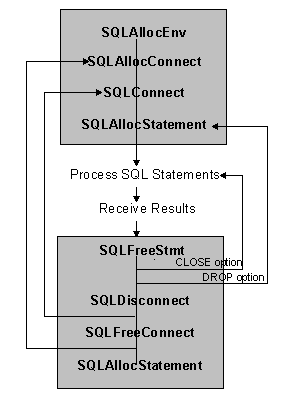 SQLAllocEnv
SQLAllocConnect
SQLConnect
SQLAllocStatement
Process SQL Statements
Receive Results
SQLFreeStmt
CLOSE option
DROP option
SQLDisconnect
SQLFreeConnect
SQLAllocStatement